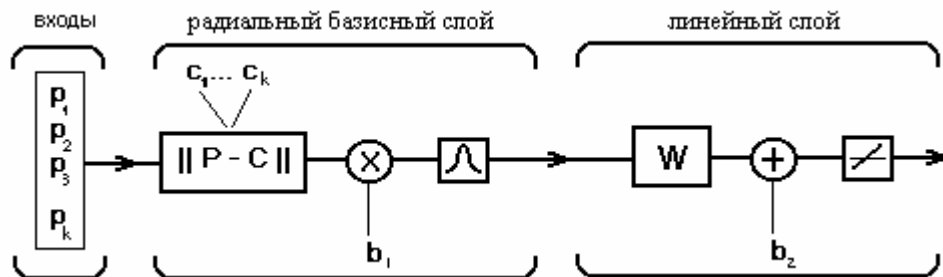 входы
радиальный базисный слой
линейный слой
c₁... cₖ
p₁
p₂
p₃
pₖ
|| P - C ||
×
W
+
b₁
b₂